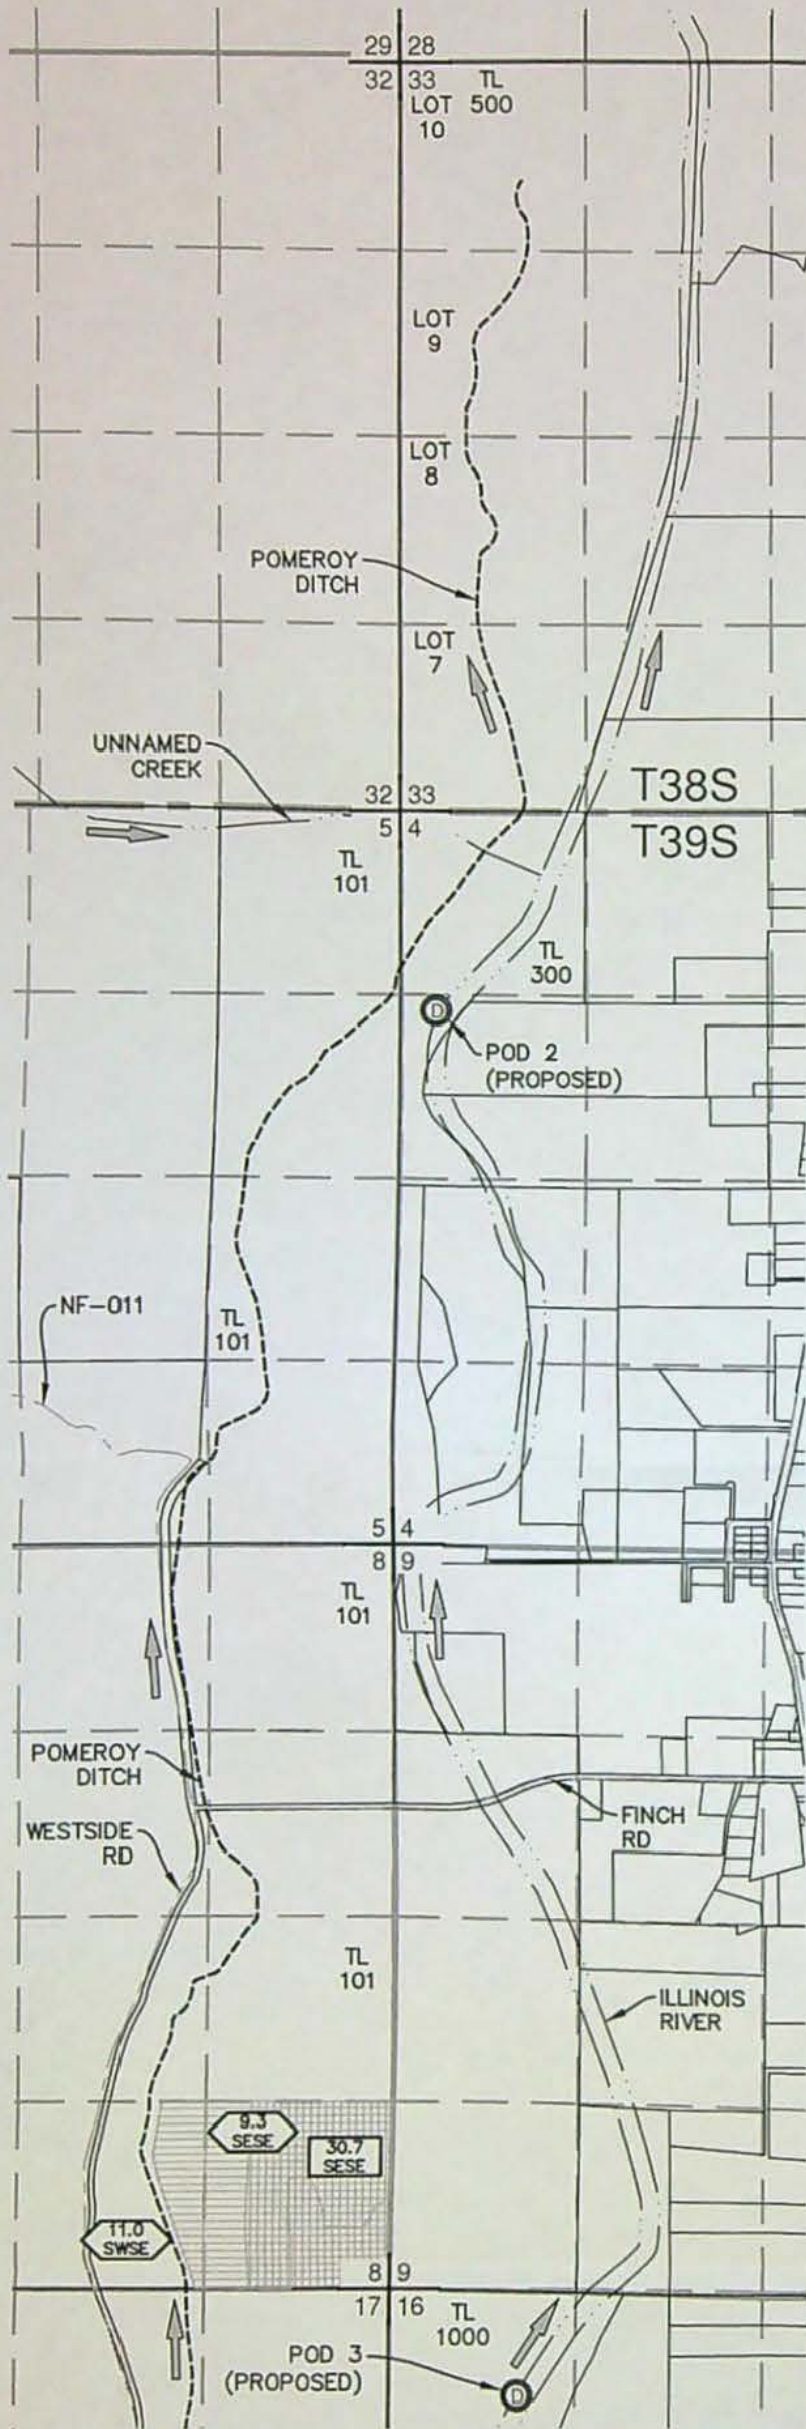 29 28
32 33
TL
500
LOT
10
LOT
9
LOT
8
POMEROY
DITCH
LOT
7
UNNAMED
CREEK
T38S
32 33
5 4
T39S
TL
101
TL
300
D
POD 2
(PROPOSED)
NF-011
TL
101
5 4
8 9
TL
101
POMEROY
DITCH
WESTSIDE
RD
FINCH
RD
TL
101
ILLINOIS
RIVER
9.3
SESE
30.7
SESE
11.0
SWSE
8 9
17 16
TL
1000
POD 3
(PROPOSED)
D